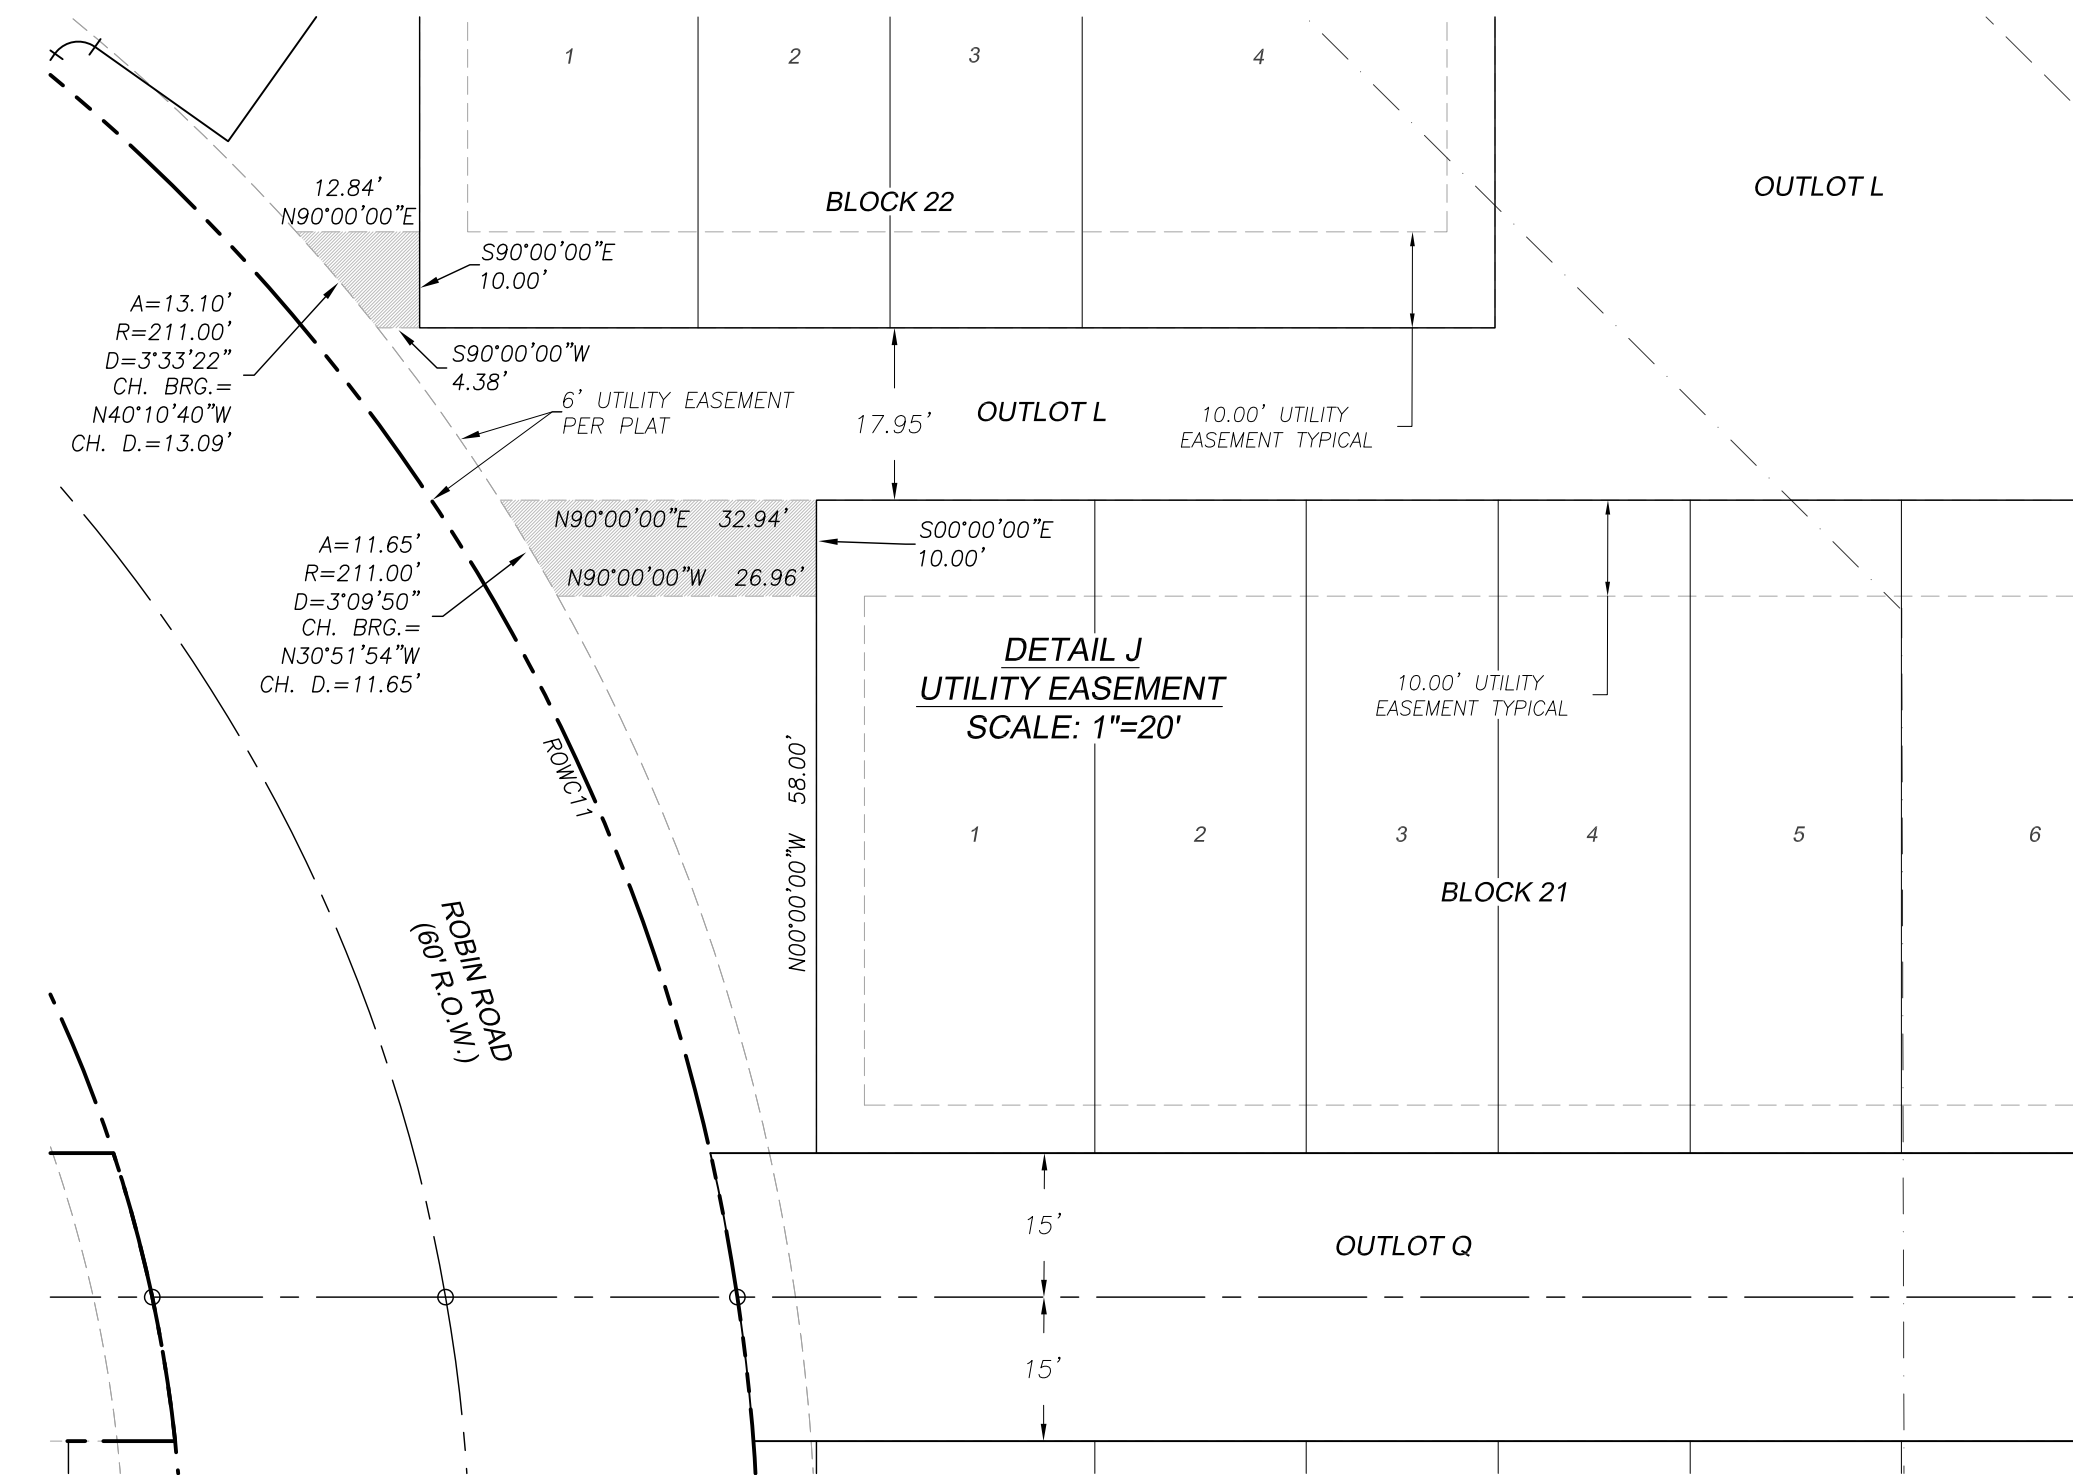 1
2
3
4
OUTLOT L
12.84’
N90°00’00”E
BLOCK 22
S90°00’00”E
10.00’
A=13.10’
R=211.00’
D=3°33’22”
CH. BRG.=
N40°10’40”W
CH. D.=13.09’
S90°00’00”W
4.38’
6’ UTILITY EASEMENT
PER PLAT
17.95’
OUTLOT L
10.00’ UTILITY
EASEMENT TYPICAL
N90°00’00”E 32.94’
N90°00’00”W 26.96’
S00°00’00”E
10.00’
A=11.65’
R=211.00’
D=3°09’50”
CH. BRG.=
N30°51’54”W
CH. D.=11.65’
DETAIL J
UTILITY EASEMENT
SCALE: 1"=20'
10.00’ UTILITY
EASEMENT TYPICAL
ROWC11
N00°00’00”W 58.00’
1
2
3
4
5
6
BLOCK 21
ROBIN ROAD
(60' R.O.W.)
15’
OUTLOT Q
15’